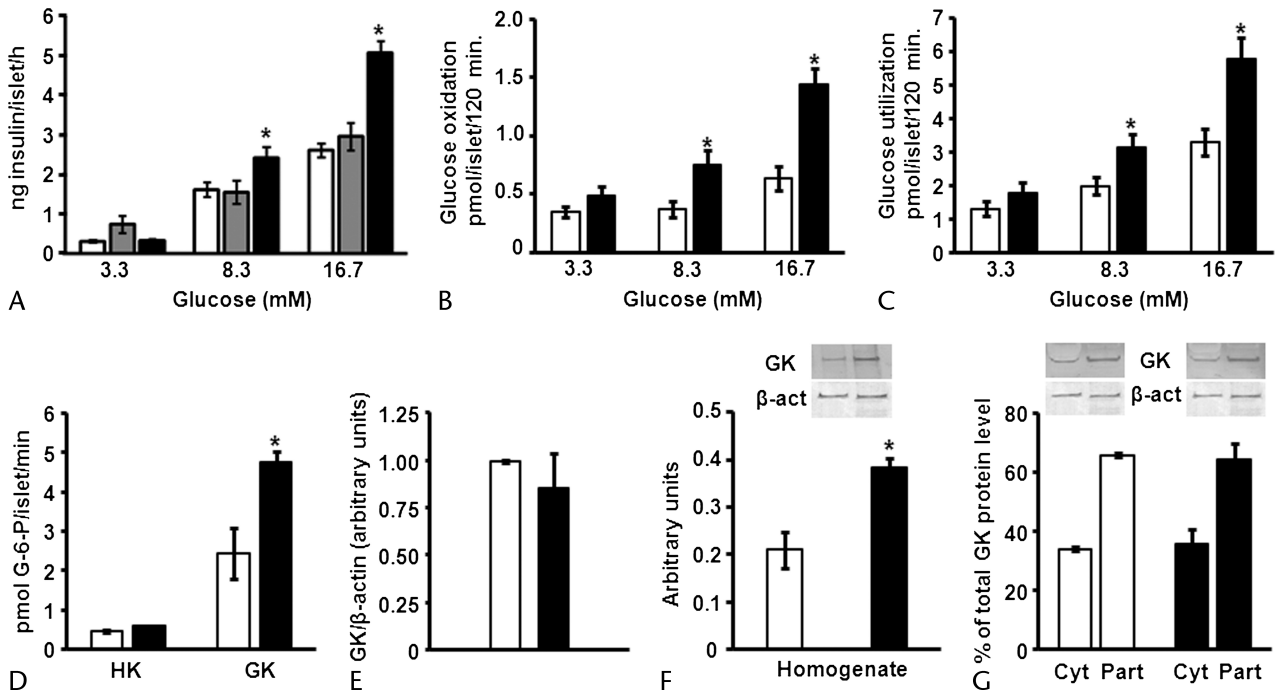 ng insulin/islet/h
6
5
4
3
2
1
0
*
*
3.3 8.3 16.7
Glucose (mM)
A
Glucose oxidation
pmol/islet/120 min.
2.0
1.5
1.0
0.5
0
*
*
3.3 8.3 16.7
Glucose (mM)
B
Glucose utilization
pmol/islet/120 min.
7
6
5
4
3
2
1
0
*
*
3.3 8.3 16.7
Glucose (mM)
C
pmol G-6-P/islet/min
6
5
4
3
2
1
0
*
HK GK
D
GK/β-actin (arbitrary units)
1.25
1.00
0.75
0.50
0.25
0
E
GK
β-act
Arbitrary units
0.5
0.4
0.3
0.2
0.1
0
*
Homogenate
F
GK
β-act
% of total GK protein level
80
60
40
20
0
Cyt Part Cyt Part
G